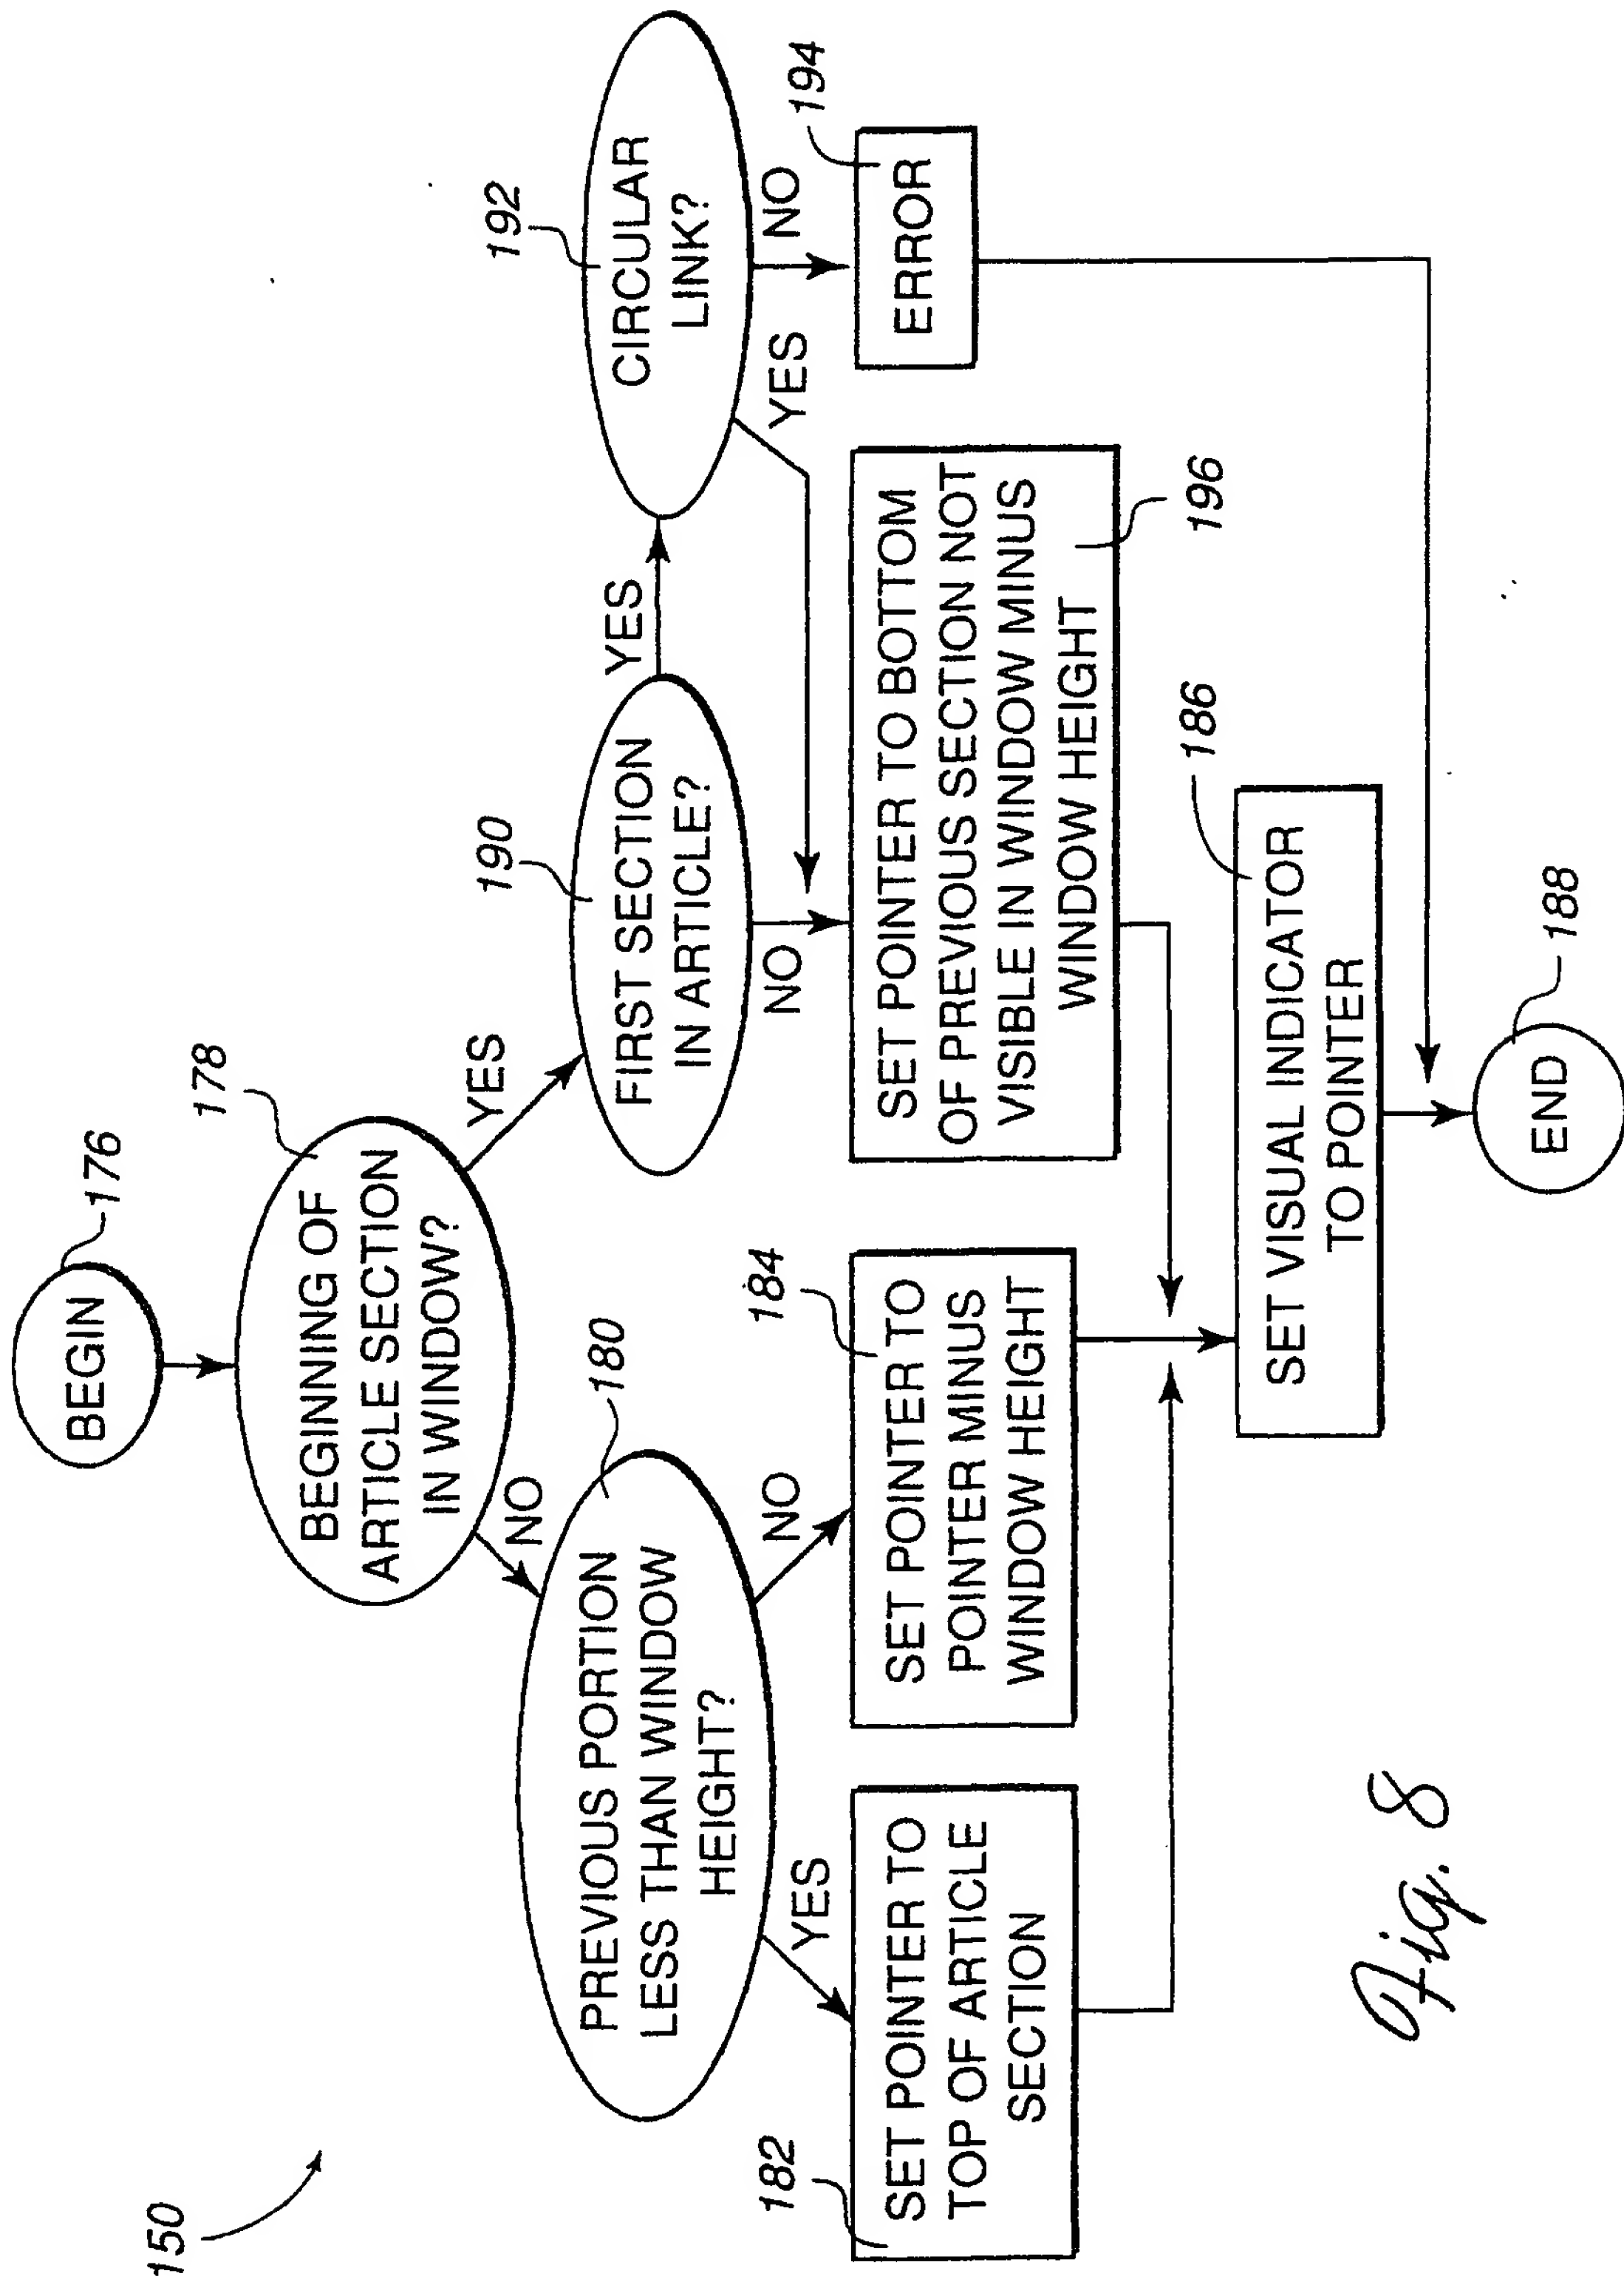 150
BEGIN
176
BEGINNING OF
ARTICLE SECTION
IN WINDOW?
178
NO
YES
PREVIOUS PORTION
LESS THAN WINDOW
HEIGHT?
180
FIRST SECTION
IN ARTICLE?
190
YES
CIRCULAR
LINK?
192
YES
NO
NO
YES
NO
182
SET POINTER TO
TOP OF ARTICLE
SECTION
184
SET POINTER TO
POINTER MINUS
WINDOW HEIGHT
SET POINTER TO BOTTOM
OF PREVIOUS SECTION NOT
VISIBLE IN WINDOW MINUS
WINDOW HEIGHT
196
ERROR
194
SET VISUAL INDICATOR
TO POINTER
186
END
188
Fig. 8